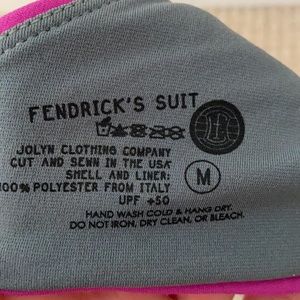 FENDRICK'S SUIT
JOLYN CLOTHING COMPANY
CUT AND SEWN IN THE USA
SHELL AND LINER:
100% POLYESTER FROM ITALY
UPF +50
M
HAND WASH COLD & HANG DRY.
DO NOT IRON, DRY CLEAN, OR BLEACH.